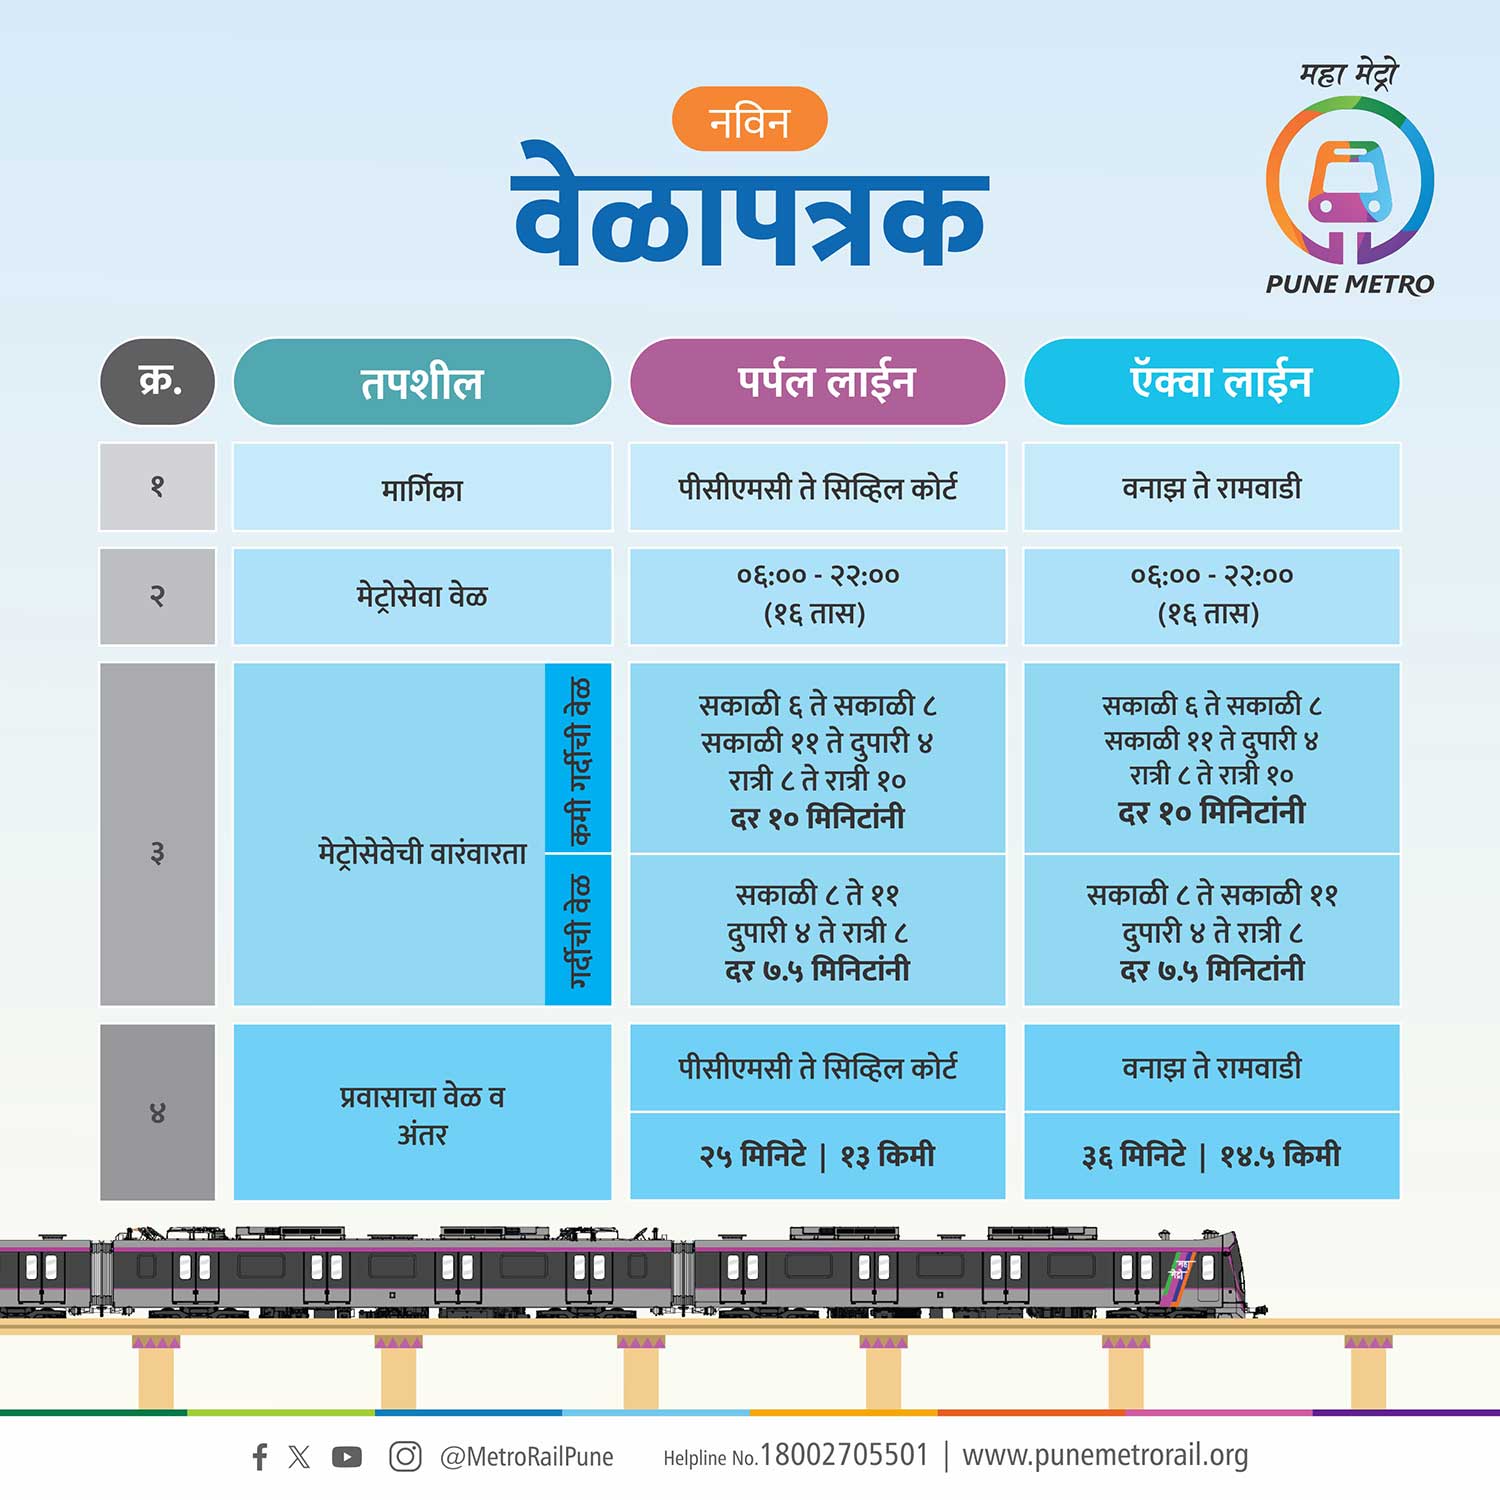 महा मेट्रो
PUNE METRO
नविन
वेळापत्रक
क्र.
तपशील
पर्पल लाईन
ऍक्वा लाईन
१
मार्गिका
पीसीएमसी ते सिव्हिल कोर्ट
वनाझ ते रामवाडी
२
मेट्रोसेवा वेळ
०६:०० - २२:००
(१६ तास)
०६:०० - २२:००
(१६ तास)
३
मेट्रोसेवेची वारंवारता
कमी गर्दीची वेळ
सकाळी ६ ते सकाळी ८
सकाळी ११ ते दुपारी ४
रात्री ८ ते रात्री १०
दर १० मिनिटांनी
सकाळी ६ ते सकाळी ८
सकाळी ११ ते दुपारी ४
रात्री ८ ते रात्री १०
दर १० मिनिटांनी
गर्दीची वेळ
सकाळी ८ ते ११
दुपारी ४ ते रात्री ८
दर ७.५ मिनिटांनी
सकाळी ८ ते सकाळी ११
दुपारी ४ ते रात्री ८
दर ७.५ मिनिटांनी
४
प्रवासाचा वेळ व
अंतर
पीसीएमसी ते सिव्हिल कोर्ट
२५ मिनिटे | १३ किमी
वनाझ ते रामवाडी
३६ मिनिटे | १४.५ किमी
महा
मेट्रो
@MetroRailPune Helpline No.18002705501 | www.punemetrorail.org